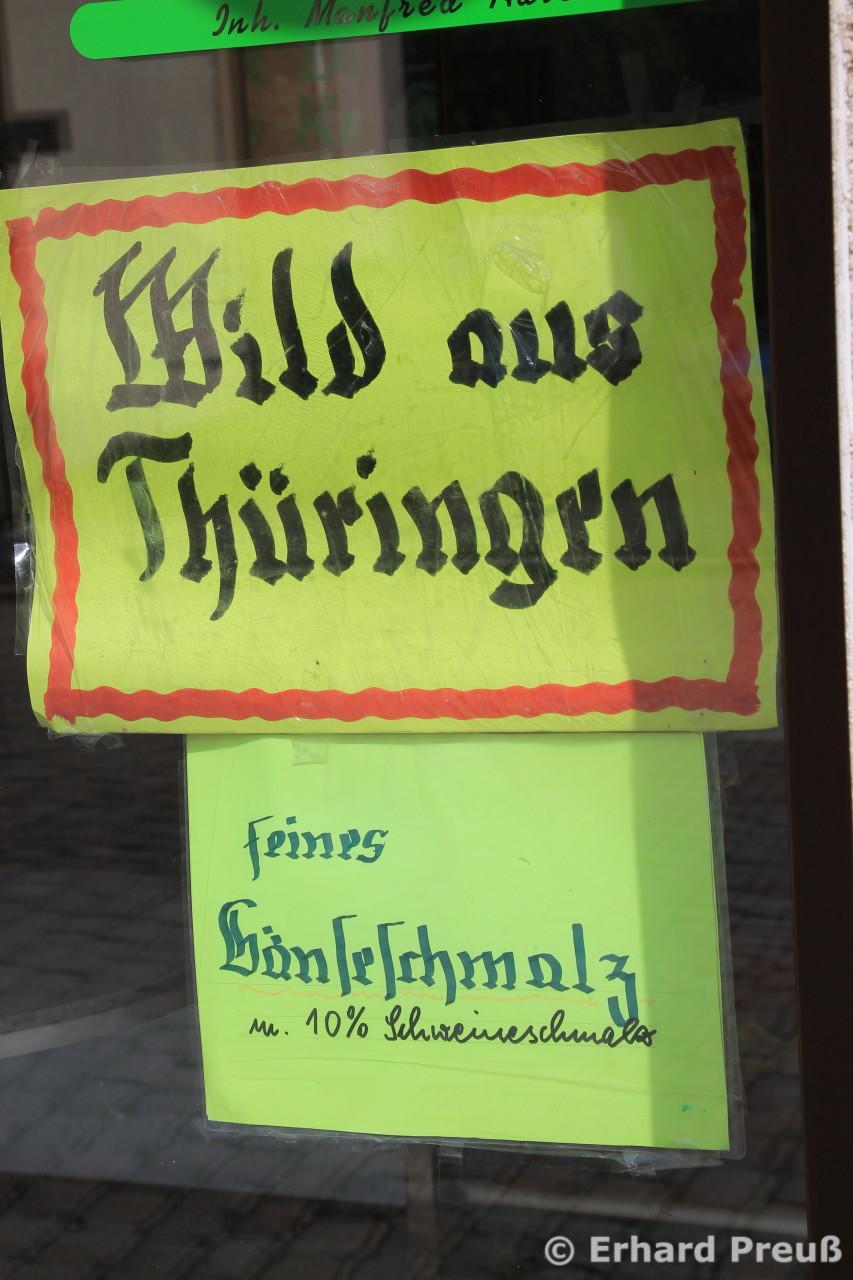 Inh. Manfred
Wild aus
Thüringen
feines
Gänseschmalz
m. 10% Schweineschmalz
© Erhard Preuß